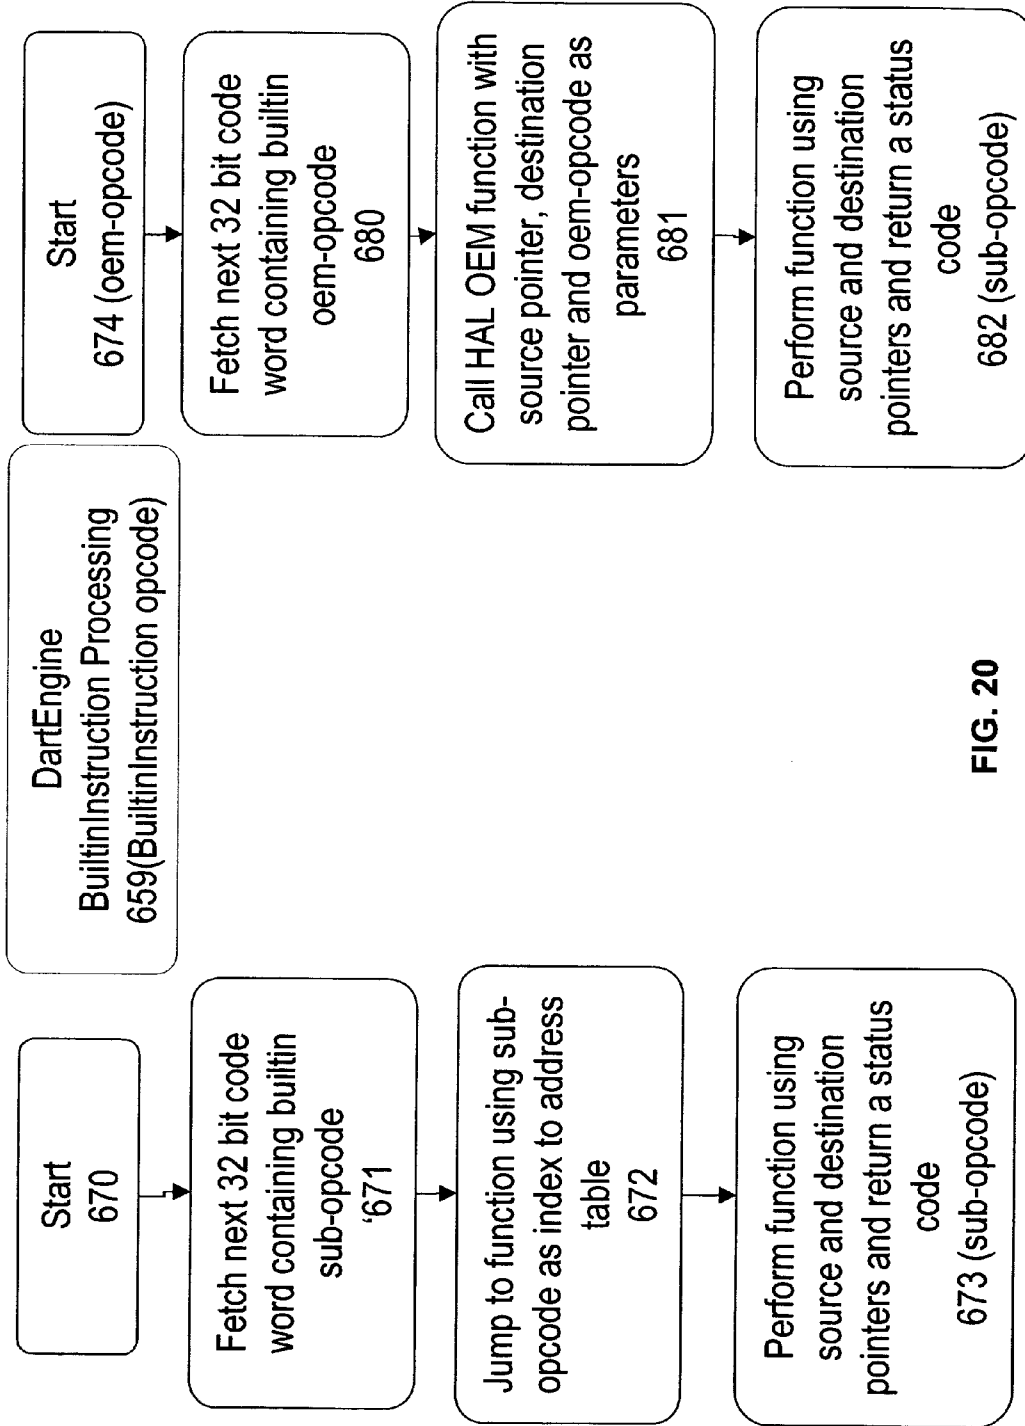 DartEngine
BuiltinInstruction Processing
659(BuiltinInstruction opcode)
Start
670
Fetch next 32 bit code
word containing builtin
sub-opcode
‘671
Jump to function using sub-
opcode as index to address
table
672
Perform function using
source and destination
pointers and return a status
code
673 (sub-opcode)
Start
674 (oem-opcode)
Fetch next 32 bit code
word containing builtin
oem-opcode
680
Call HAL OEM function with
source pointer, destination
pointer and oem-opcode as
parameters
681
Perform function using
source and destination
pointers and return a status
code
682 (sub-opcode)
FIG. 20